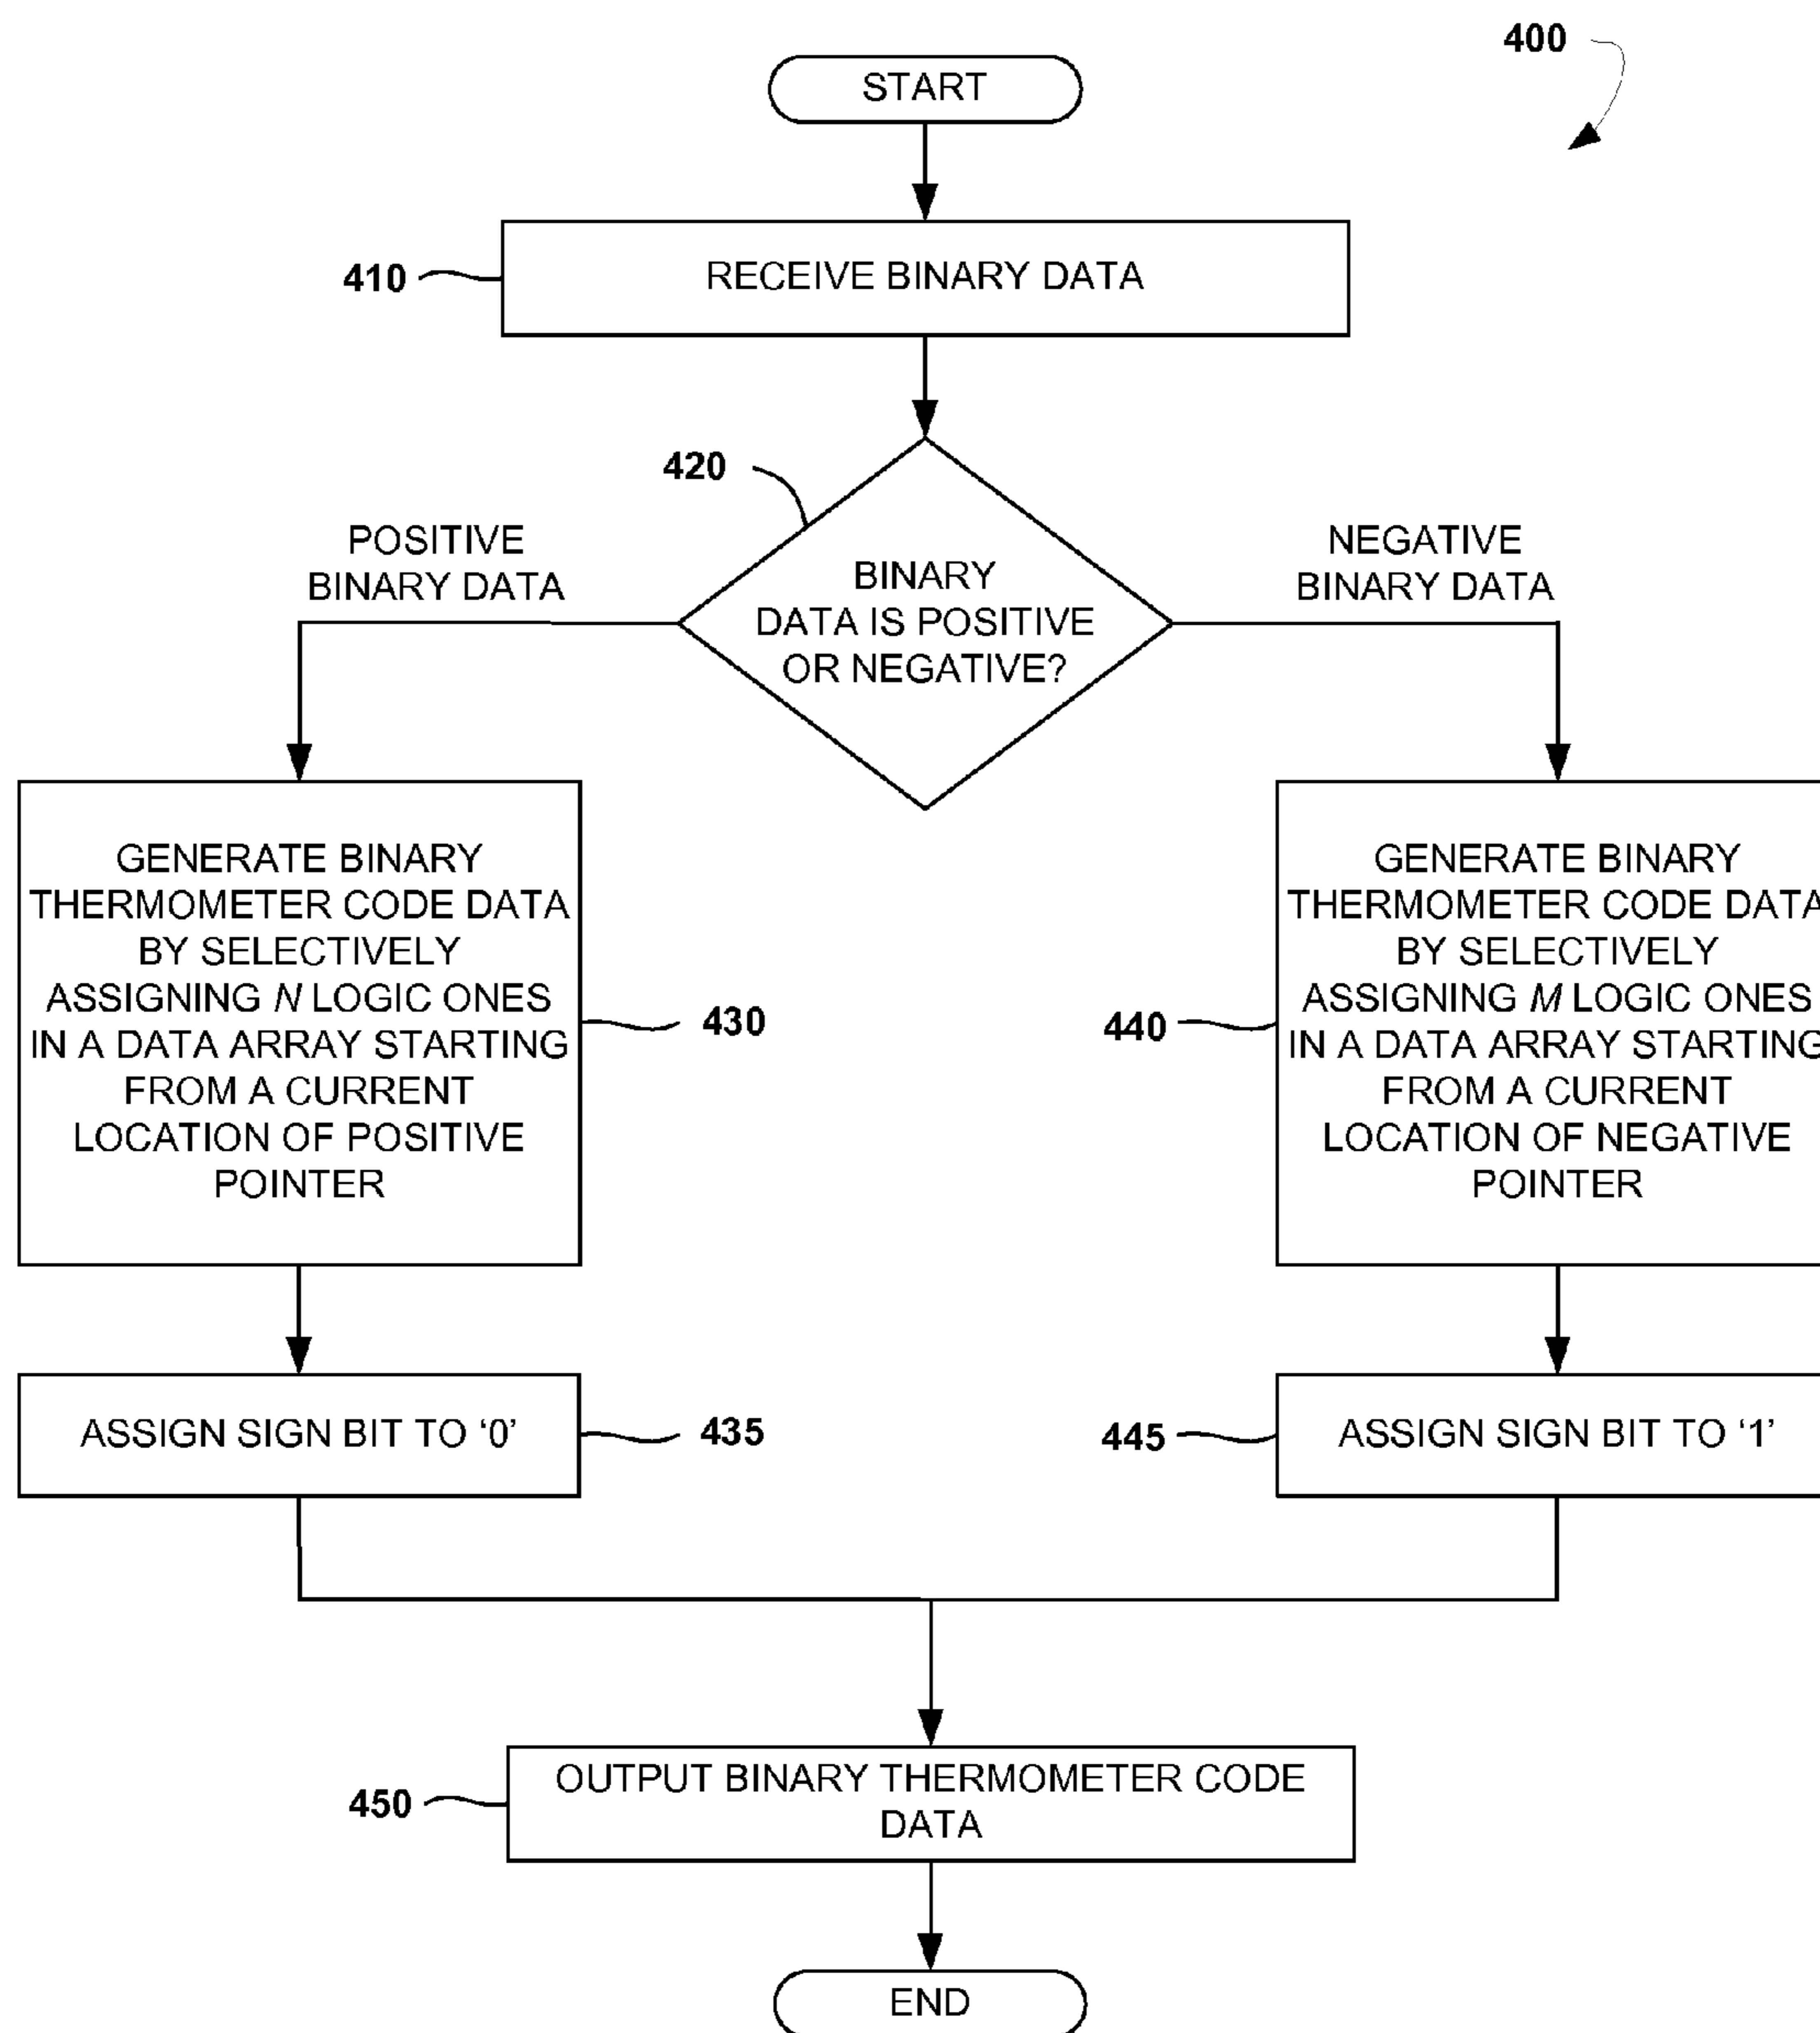 400
START
410
RECEIVE BINARY DATA
420
POSITIVE
BINARY DATA
BINARY
DATA IS POSITIVE
OR NEGATIVE?
NEGATIVE
BINARY DATA
GENERATE BINARY
THERMOMETER CODE DATA
BY SELECTIVELY
ASSIGNING N LOGIC ONES
IN A DATA ARRAY STARTING
FROM A CURRENT
LOCATION OF POSITIVE
POINTER
430
440
GENERATE BINARY
THERMOMETER CODE DATA
BY SELECTIVELY
ASSIGNING M LOGIC ONES
IN A DATA ARRAY STARTING
FROM A CURRENT
LOCATION OF NEGATIVE
POINTER
ASSIGN SIGN BIT TO ‘0’
435
445
ASSIGN SIGN BIT TO ‘1’
450
OUTPUT BINARY THERMOMETER CODE
DATA
END